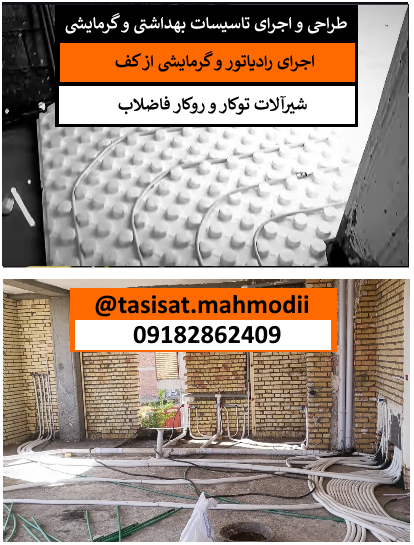 طراحی و اجرای تاسیسات بهداشتی و گرمایشی
اجرای رادیاتور و گرمایشی از کف
شیرآلات توکار و روکار فاضلاب
@tasisat.mahmodii
09182862409